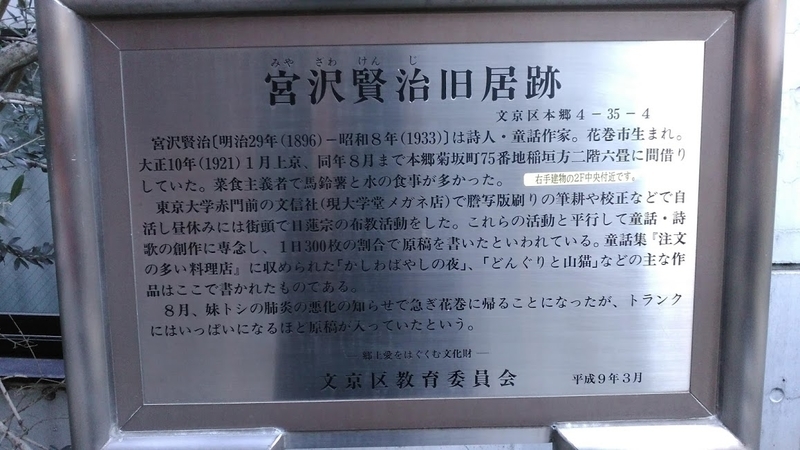 みや さわ けん じ
宮沢賢治旧居跡
文京区本郷4-35-4
宮沢賢治〔明治29年(1896)-昭和8年(1933)〕は詩人・童話作家。花巻市生まれ。
大正10年(1921)1月上京、同年8月まで本郷菊坂町75番地稲垣方二階六畳に間借り
していた。菜食主義者で馬鈴薯と水の食事が多かった。 右手建物の2F中央付近です。
東京大学赤門前の文信社(現大学堂メガネ店)で謄写版刷りの筆耕や校正などで自
活し昼休みには街頭で日蓮宗の布教活動をした。これらの活動と平行して童話・詩
歌の創作に専念し、1日300枚の割合で原稿を書いたといわれている。童話集『注文
の多い料理店』に収められた「かしわばやしの夜」、「どんぐりと山猫」などの主な作
品はここで書かれたものである。
8月、妹トシの肺炎の悪化の知らせで急ぎ花巻に帰ることになったが、トランク
にはいっぱいになるほど原稿が入っていたという。
―郷土愛をはぐくむ文化財―
文京区教育委員会 平成9年3月